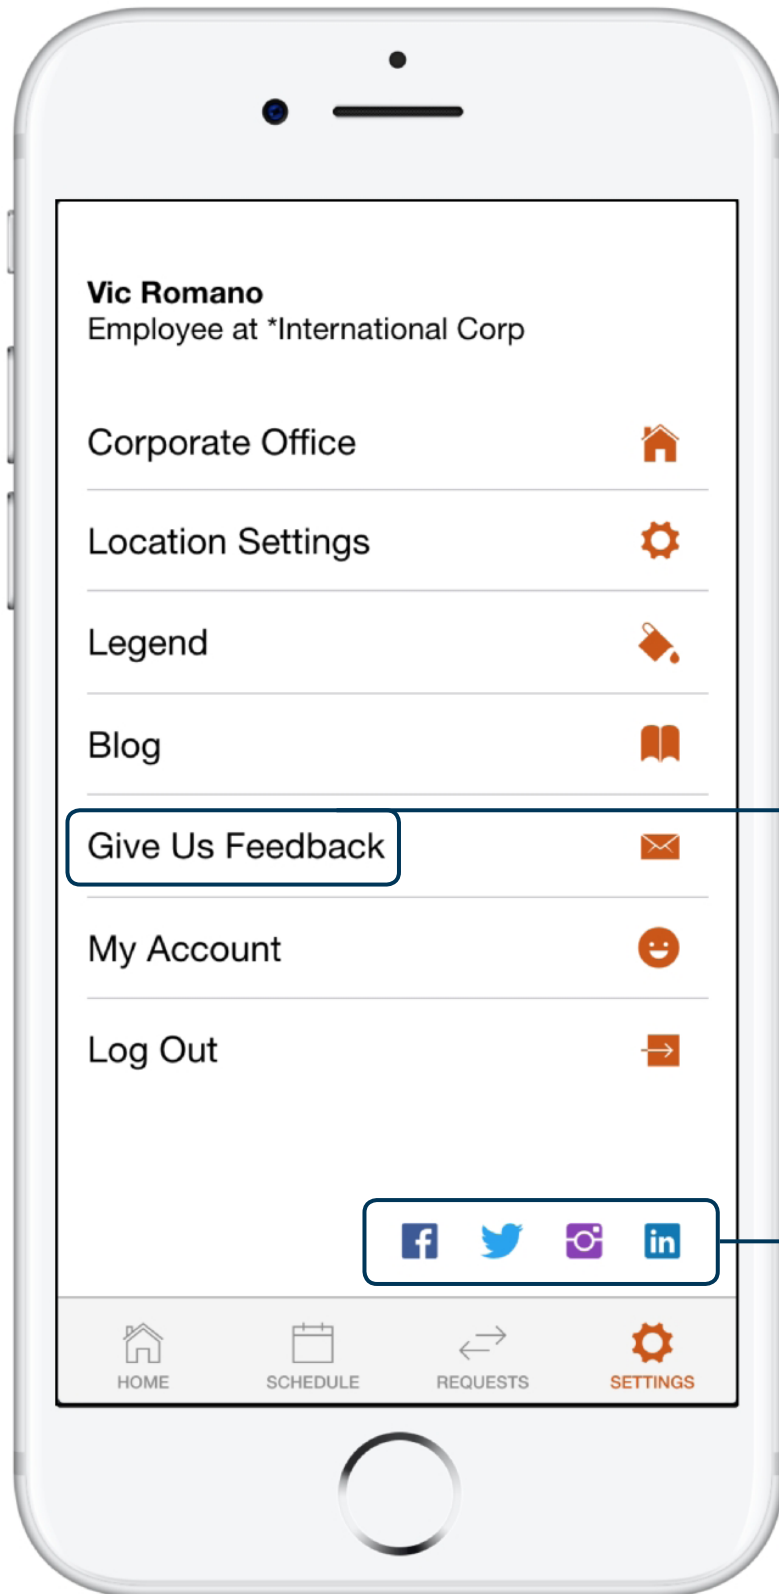 Vic Romano
Employee at *International Corp
Corporate Office
Location Settings
Legend
Blog
Give Us Feedback
My Account
Log Out
f in
HOME SCHEDULE REQUESTS SETTINGS